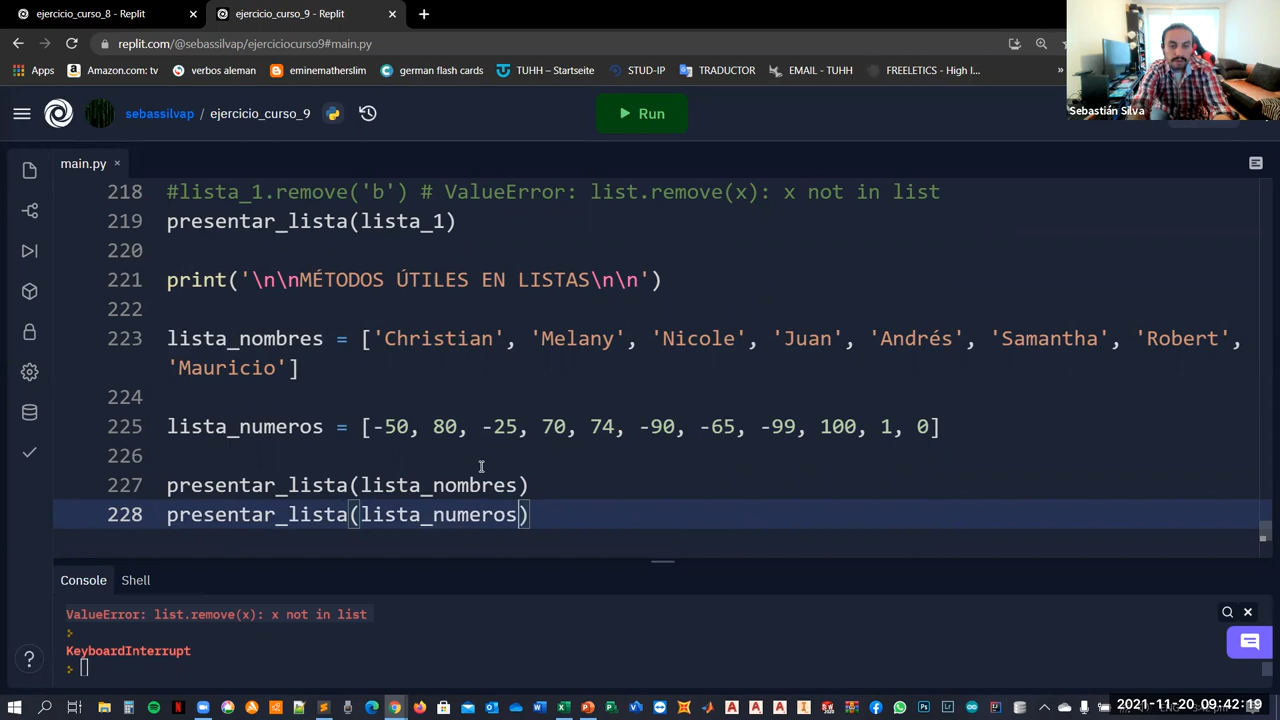 ejercicio_curso_8 - Replit
ejercicio_curso_9 - Replit
replit.com/@sebassilvap/ejerciciocurso9#main.py
Apps
Amazon.com: tv
verbos aleman
eminematherslim
german flash cards
TUHH – Startseite
STUD-IP
TRADUCTOR
EMAIL - TUHH
FREELETICS - High I...
»
Sebastián Silva
sebassilvap / ejercicio_curso_9
Run
main.py
218 #lista_1.remove('b') # ValueError: list.remove(x): x not in list
219 presentar_lista(lista_1)
220
221 print('\n\nMÉTODOS ÚTILES EN LISTAS\n\n')
222
223 lista_nombres = ['Christian', 'Melany', 'Nicole', 'Juan', 'Andrés', 'Samantha', 'Robert',
'Mauricio']
224
225 lista_numeros = [-50, 80, -25, 70, 74, -90, -65, -99, 100, 1, 0]
226
227 presentar_lista(lista_nombres)
228 presentar_lista(lista_numeros)
Console
Shell
ValueError: list.remove(x): x not in list
KeyboardInterrupt
2021-11-20 09:42:19